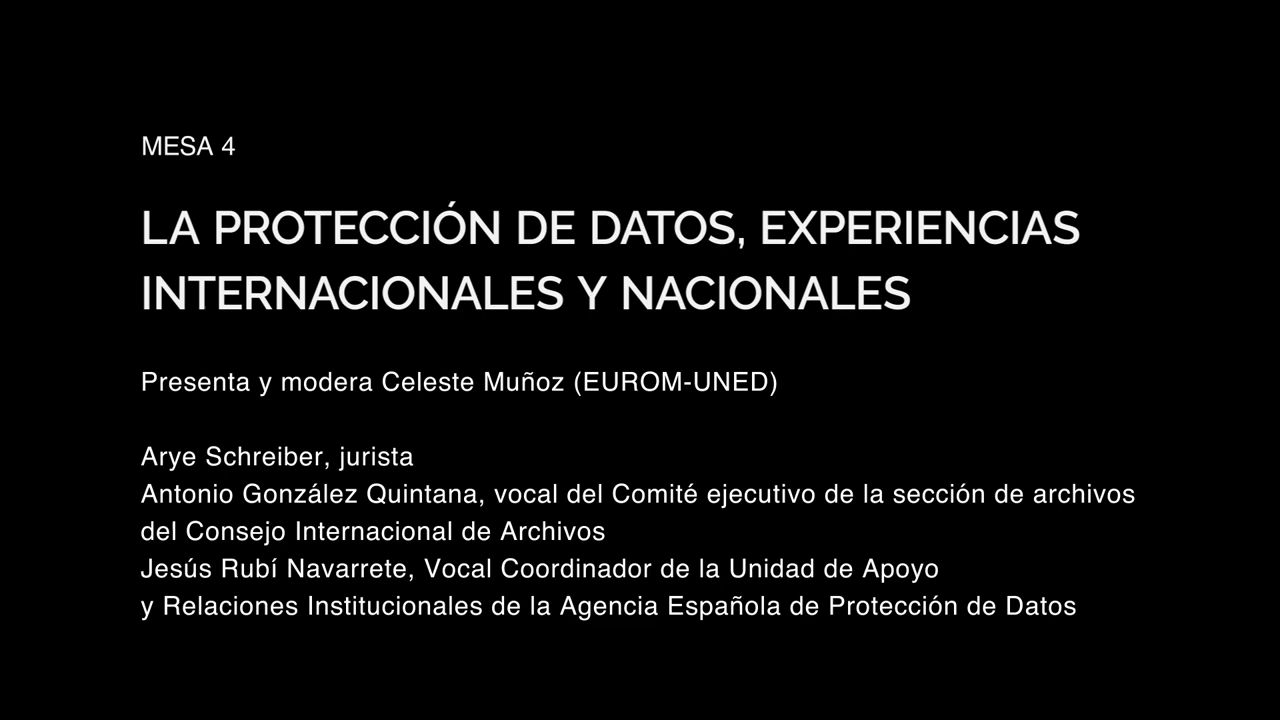 MESA 4
LA PROTECCIÓN DE DATOS, EXPERIENCIAS
INTERNACIONALES Y NACIONALES
Presenta y modera Celeste Muñoz (EUROM-UNED)
Arye Schreiber, jurista
Antonio González Quintana, vocal del Comité ejecutivo de la sección de archivos
del Consejo Internacional de Archivos
Jesús Rubí Navarrete, Vocal Coordinador de la Unidad de Apoyo
y Relaciones Institucionales de la Agencia Española de Protección de Datos